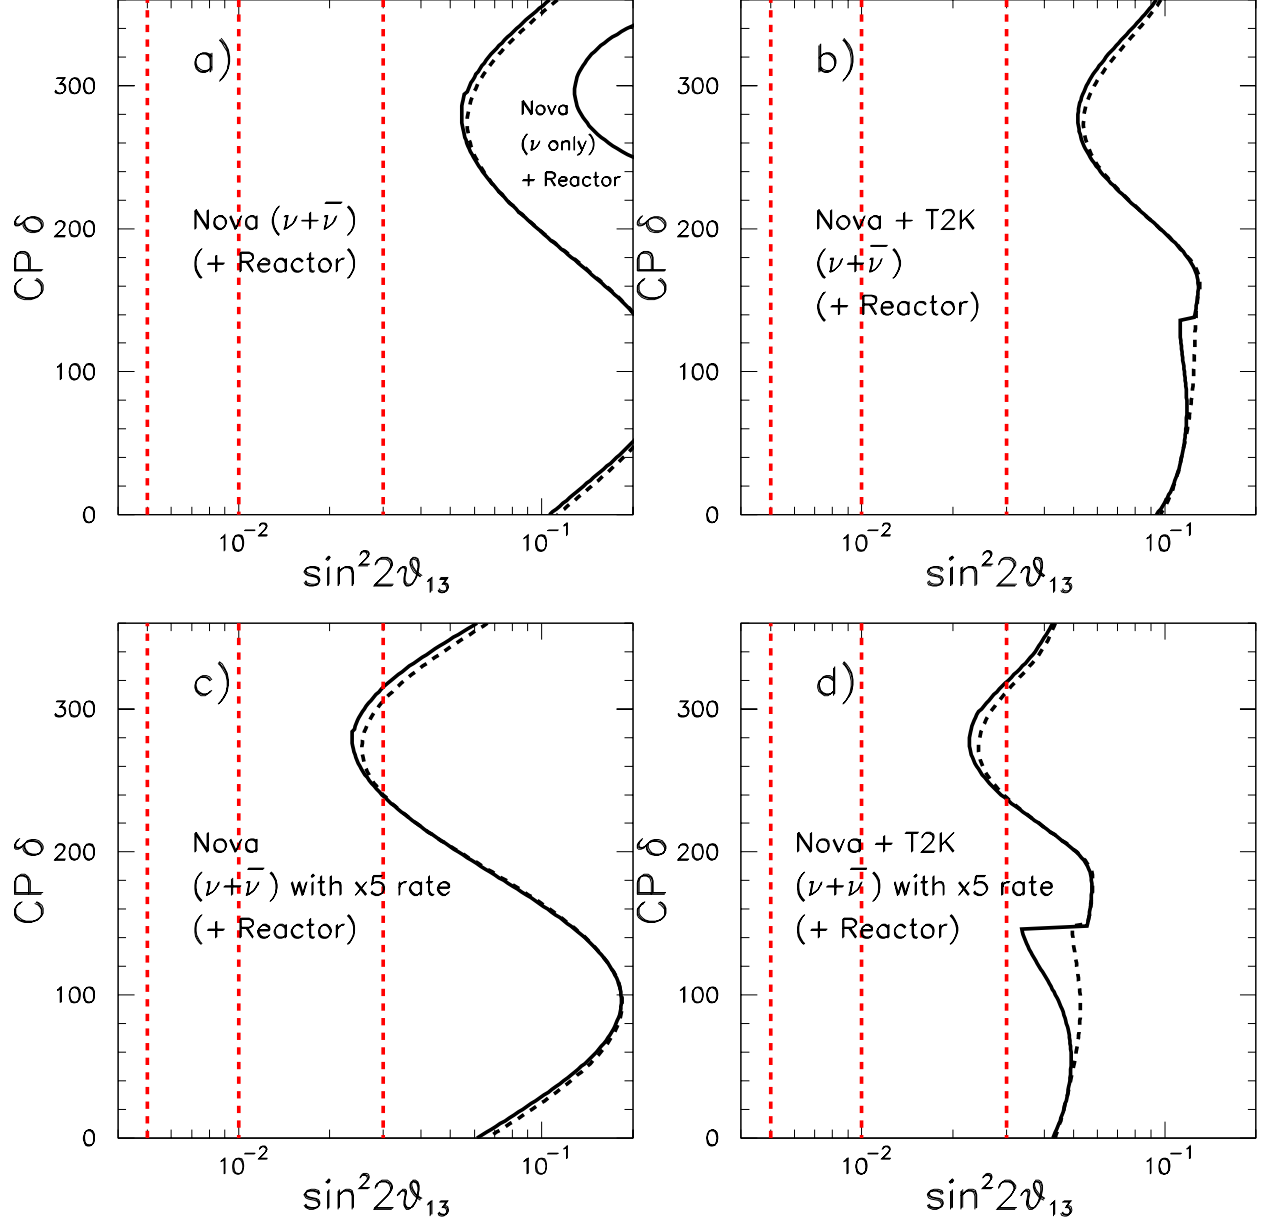 a)
300
200
100
0
CP δ
Nova
(ν only)
+ Reactor
Nova (ν+ν̅)
(+ Reactor)
10⁻² 10⁻¹
sin²2ϑ₁₃
b)
300
200
100
0
CP δ
Nova + T2K
(ν+ν̅)
(+ Reactor)
10⁻² 10⁻¹
sin²2ϑ₁₃
c)
300
200
100
0
CP δ
Nova
(ν+ν̅) with x5 rate
(+ Reactor)
10⁻² 10⁻¹
sin²2ϑ₁₃
d)
300
200
100
0
CP δ
Nova + T2K
(ν+ν̅) with x5 rate
(+ Reactor)
10⁻² 10⁻¹
sin²2ϑ₁₃